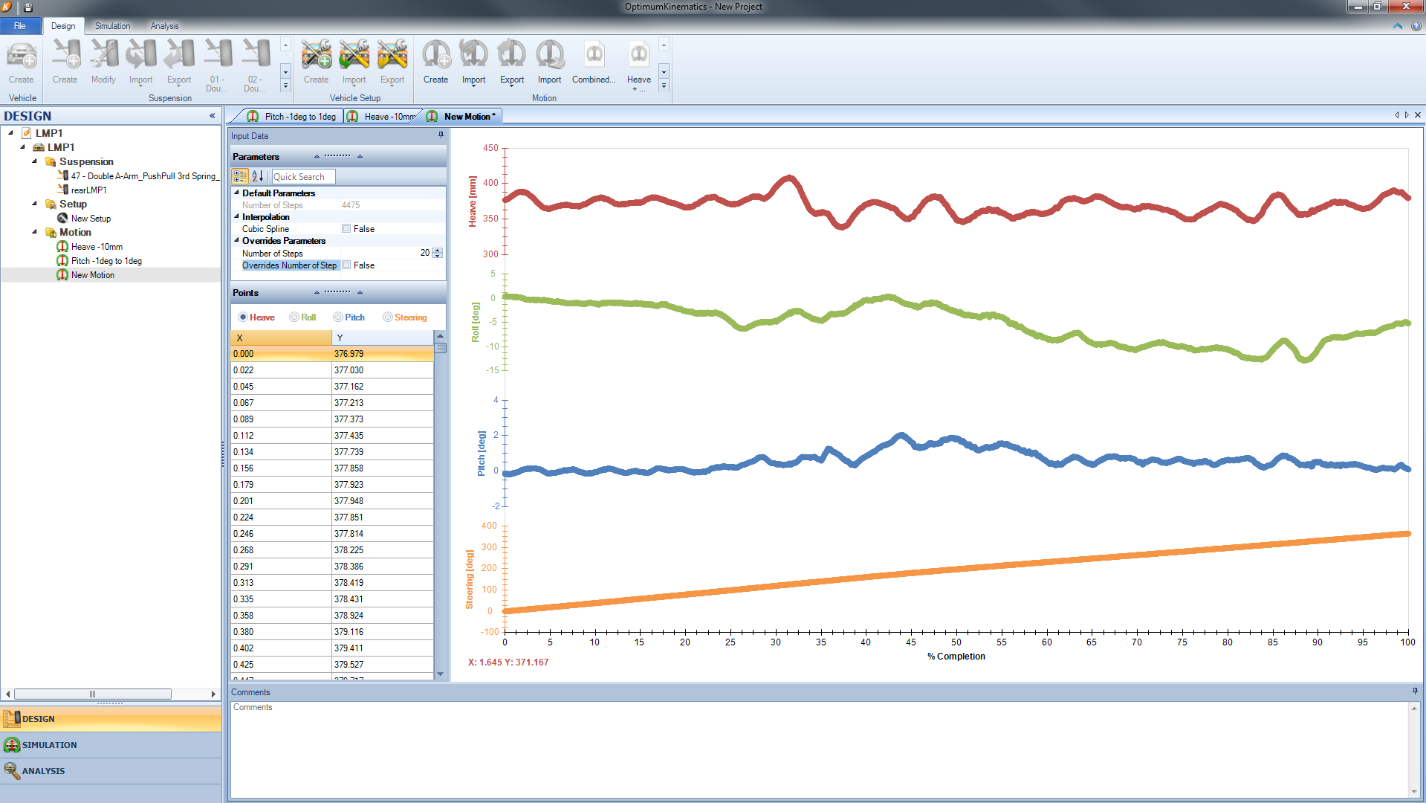 OptimumKinematics - New Project
File Design Simulation Analysis
Create Create Modify Import Export 01 - Dou... 02 - Dou... Create Import Export Create Import Export Import Combined... Heave + ...
Vehicle Suspension Vehicle Setup Motion
DESIGN
LMP1
LMP1
Suspension
47 - Double A-Arm_PushPull 3rd Spring_
rearLMP1
Setup
New Setup
Motion
Heave -10mm
Pitch -1deg to 1deg
New Motion
DESIGN
SIMULATION
ANALYSIS
Pitch -1deg to 1deg Heave -10mm New Motion *
Input Data
Parameters
Quick Search
Default Parameters
Number of Steps 4475
Interpolation
Cubic Spline False
Overrides Parameters
Number of Steps 20
Overrides Number of Step False
Points
Heave Roll Pitch Steering
X Y
0.000 376.979
0.022 377.030
0.045 377.162
0.067 377.213
0.089 377.373
0.112 377.435
0.134 377.739
0.156 377.858
0.179 377.923
0.201 377.948
0.224 377.851
0.246 377.814
0.268 378.225
0.291 378.386
0.313 378.419
0.335 378.431
0.358 378.924
0.380 379.116
0.402 379.411
0.425 379.527
Heave [mm]
450
400
350
300
Roll [deg]
5
0
-5
-10
-15
Pitch [deg]
4
2
0
-2
Steering [deg]
400
300
200
100
0
-100
0 5 10 15 20 25 30 35 40 45 50 55 60 65 70 75 80 85 90 95 100
% Completion
X: 1.645 Y: 371.167
Comments
Comments